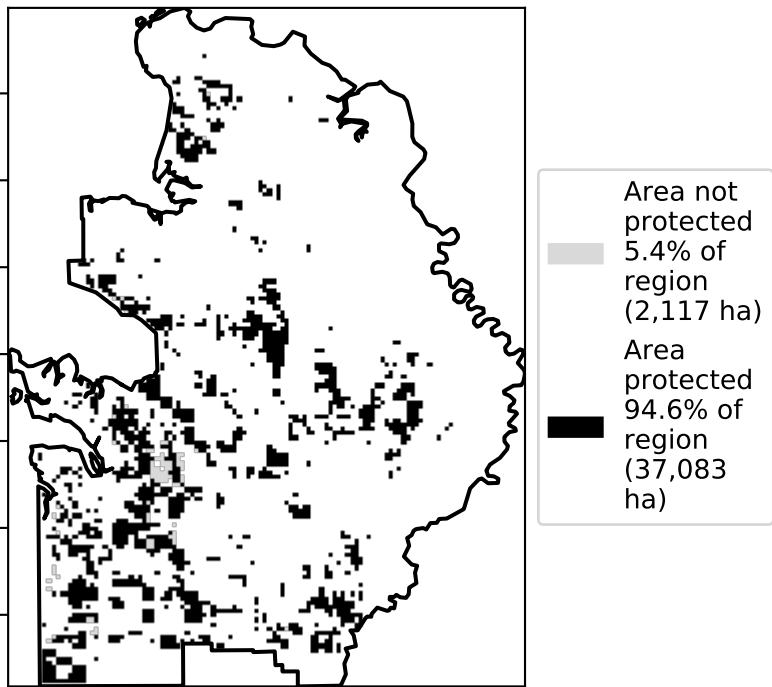 Area not
protected
5.4% of
region
(2,117 ha)
Area
protected
94.6% of
region
(37,083
ha)